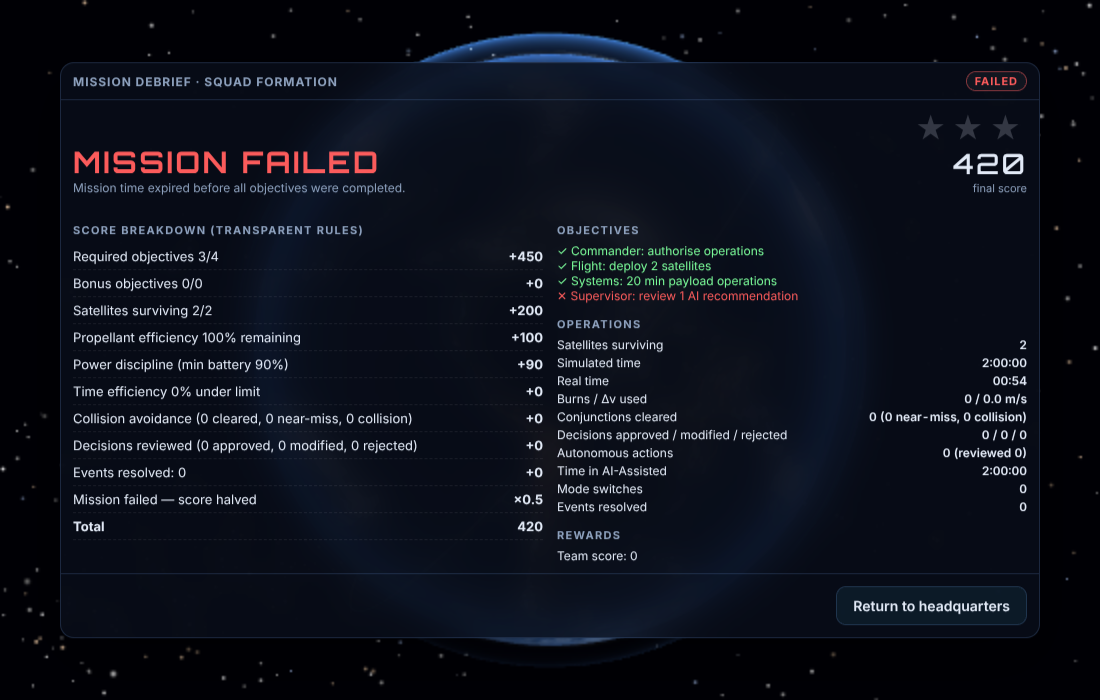 MISSION DEBRIEF · SQUAD FORMATION
FAILED
MISSION FAILED
Mission time expired before all objectives were completed.
420
final score
SCORE BREAKDOWN (TRANSPARENT RULES)
Required objectives 3/4 +450
Bonus objectives 0/0 +0
Satellites surviving 2/2 +200
Propellant efficiency 100% remaining +100
Power discipline (min battery 90%) +90
Time efficiency 0% under limit +0
Collision avoidance (0 cleared, 0 near-miss, 0 collision) +0
Decisions reviewed (0 approved, 0 modified, 0 rejected) +0
Events resolved: 0 +0
Mission failed — score halved ×0.5
Total 420
OBJECTIVES
✓ Commander: authorise operations
✓ Flight: deploy 2 satellites
✓ Systems: 20 min payload operations
✕ Supervisor: review 1 AI recommendation
OPERATIONS
Satellites surviving 2
Simulated time 2:00:00
Real time 00:54
Burns / Δv used 0 / 0.0 m/s
Conjunctions cleared 0 (0 near-miss, 0 collision)
Decisions approved / modified / rejected 0 / 0 / 0
Autonomous actions 0 (reviewed 0)
Time in AI-Assisted 2:00:00
Mode switches 0
Events resolved 0
REWARDS
Team score: 0
Return to headquarters